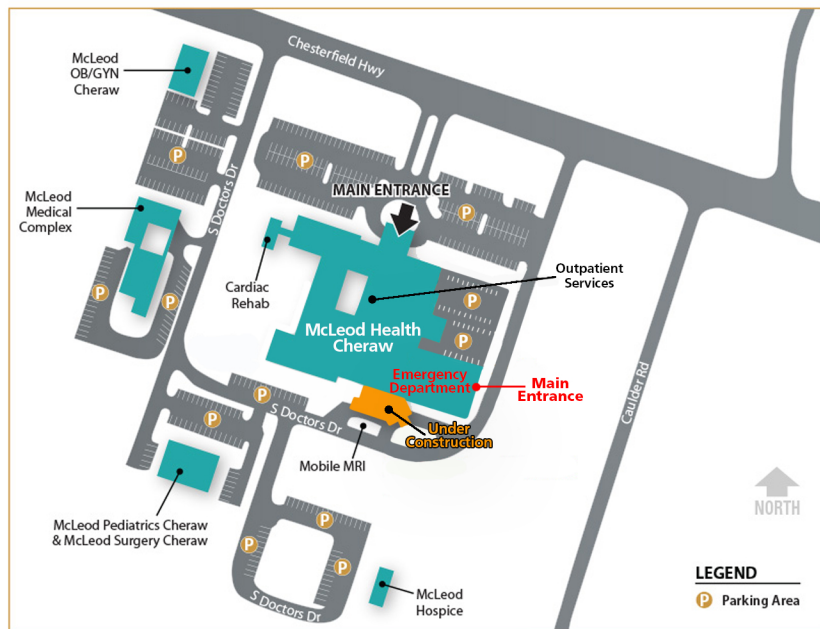 Chesterfield Hwy
McLeod
OB/GYN
Cheraw
P
P
MAIN ENTRANCE
P
S Doctors Dr
McLeod
Medical
Complex
Cardiac
Rehab
Outpatient
Services
P
P
P
P
McLeod Health
Cheraw
Emergency
Department
Main
Entrance
Caulder Rd
P
P
S Doctors Dr
Under
Construction
Mobile MRI
McLeod Pediatrics Cheraw
& McLeod Surgery Cheraw
P
P
P
S Doctors Dr
McLeod
Hospice
NORTH
LEGEND
P Parking Area